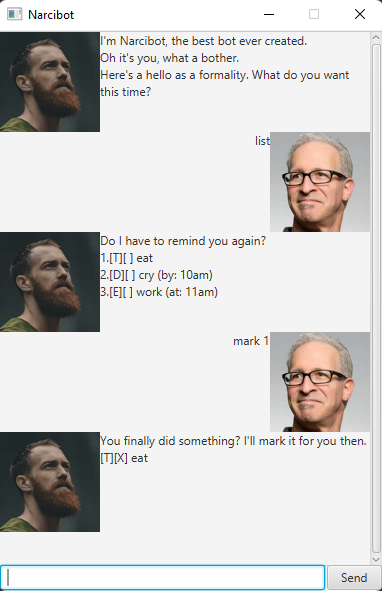 Narcibot
I'm Narcibot, the best bot ever created.
Oh it's you, what a bother.
Here's a hello as a formality. What do you want
this time?
list
Do I have to remind you again?
1.[T][ ] eat
2.[D][ ] cry (by: 10am)
3.[E][ ] work (at: 11am)
mark 1
You finally did something? I'll mark it for you then.
[T][X] eat
Send